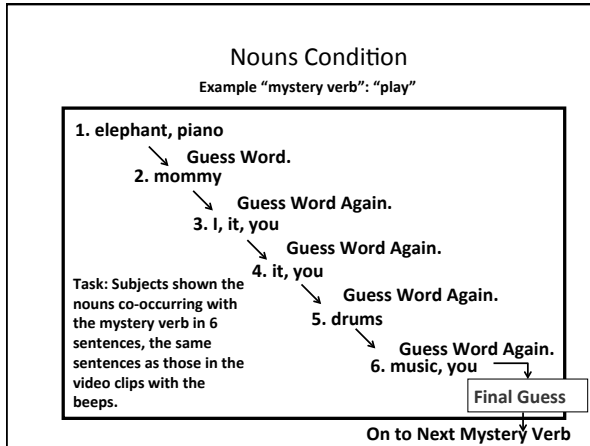 Nouns Condition
Example “mystery verb”: “play”
1. elephant, piano
Guess Word.
2. mommy
Guess Word Again.
3. I, it, you
Guess Word Again.
4. it, you
Guess Word Again.
5. drums
Guess Word Again.
6. music, you
Task: Subjects shown the
nouns co-occurring with
the mystery verb in 6
sentences, the same
sentences as those in the
video clips with the
beeps.
Final Guess
On to Next Mystery Verb